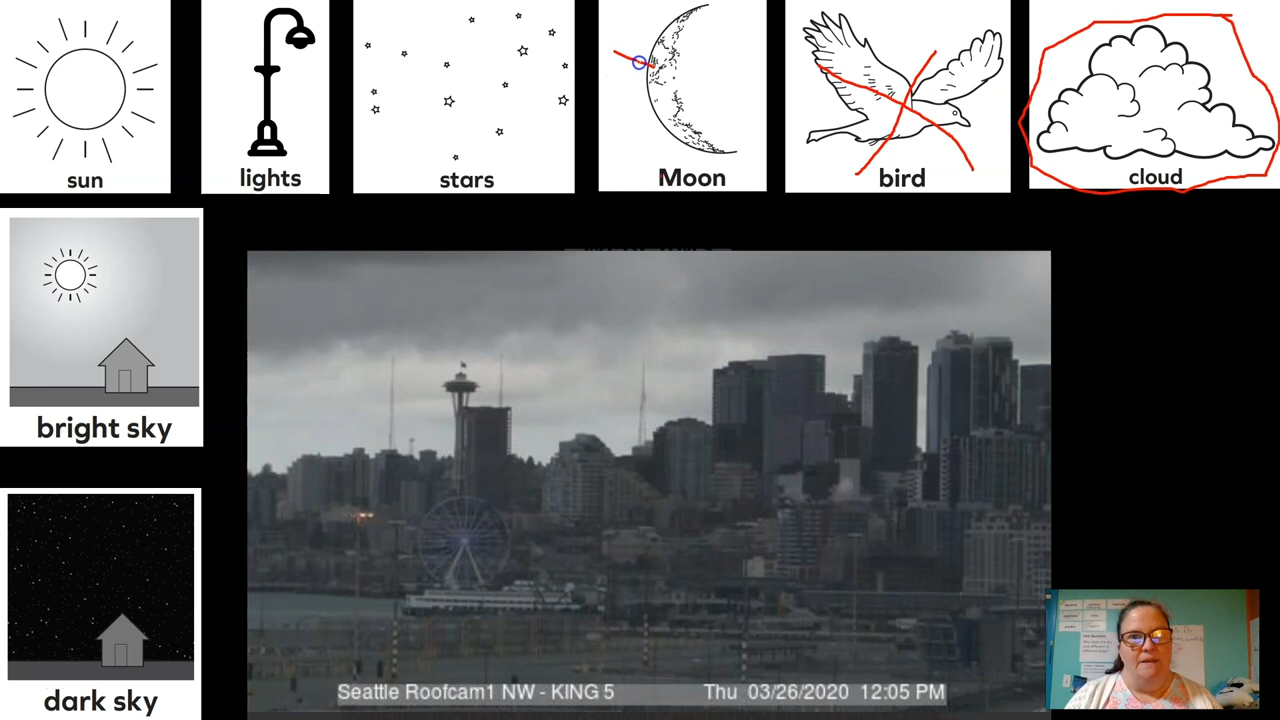 sun
lights
stars
Moon
bird
cloud
bright sky
dark sky
Seattle Roofcam1 NW - KING 5
Thu 03/26/2020 12:05 PM